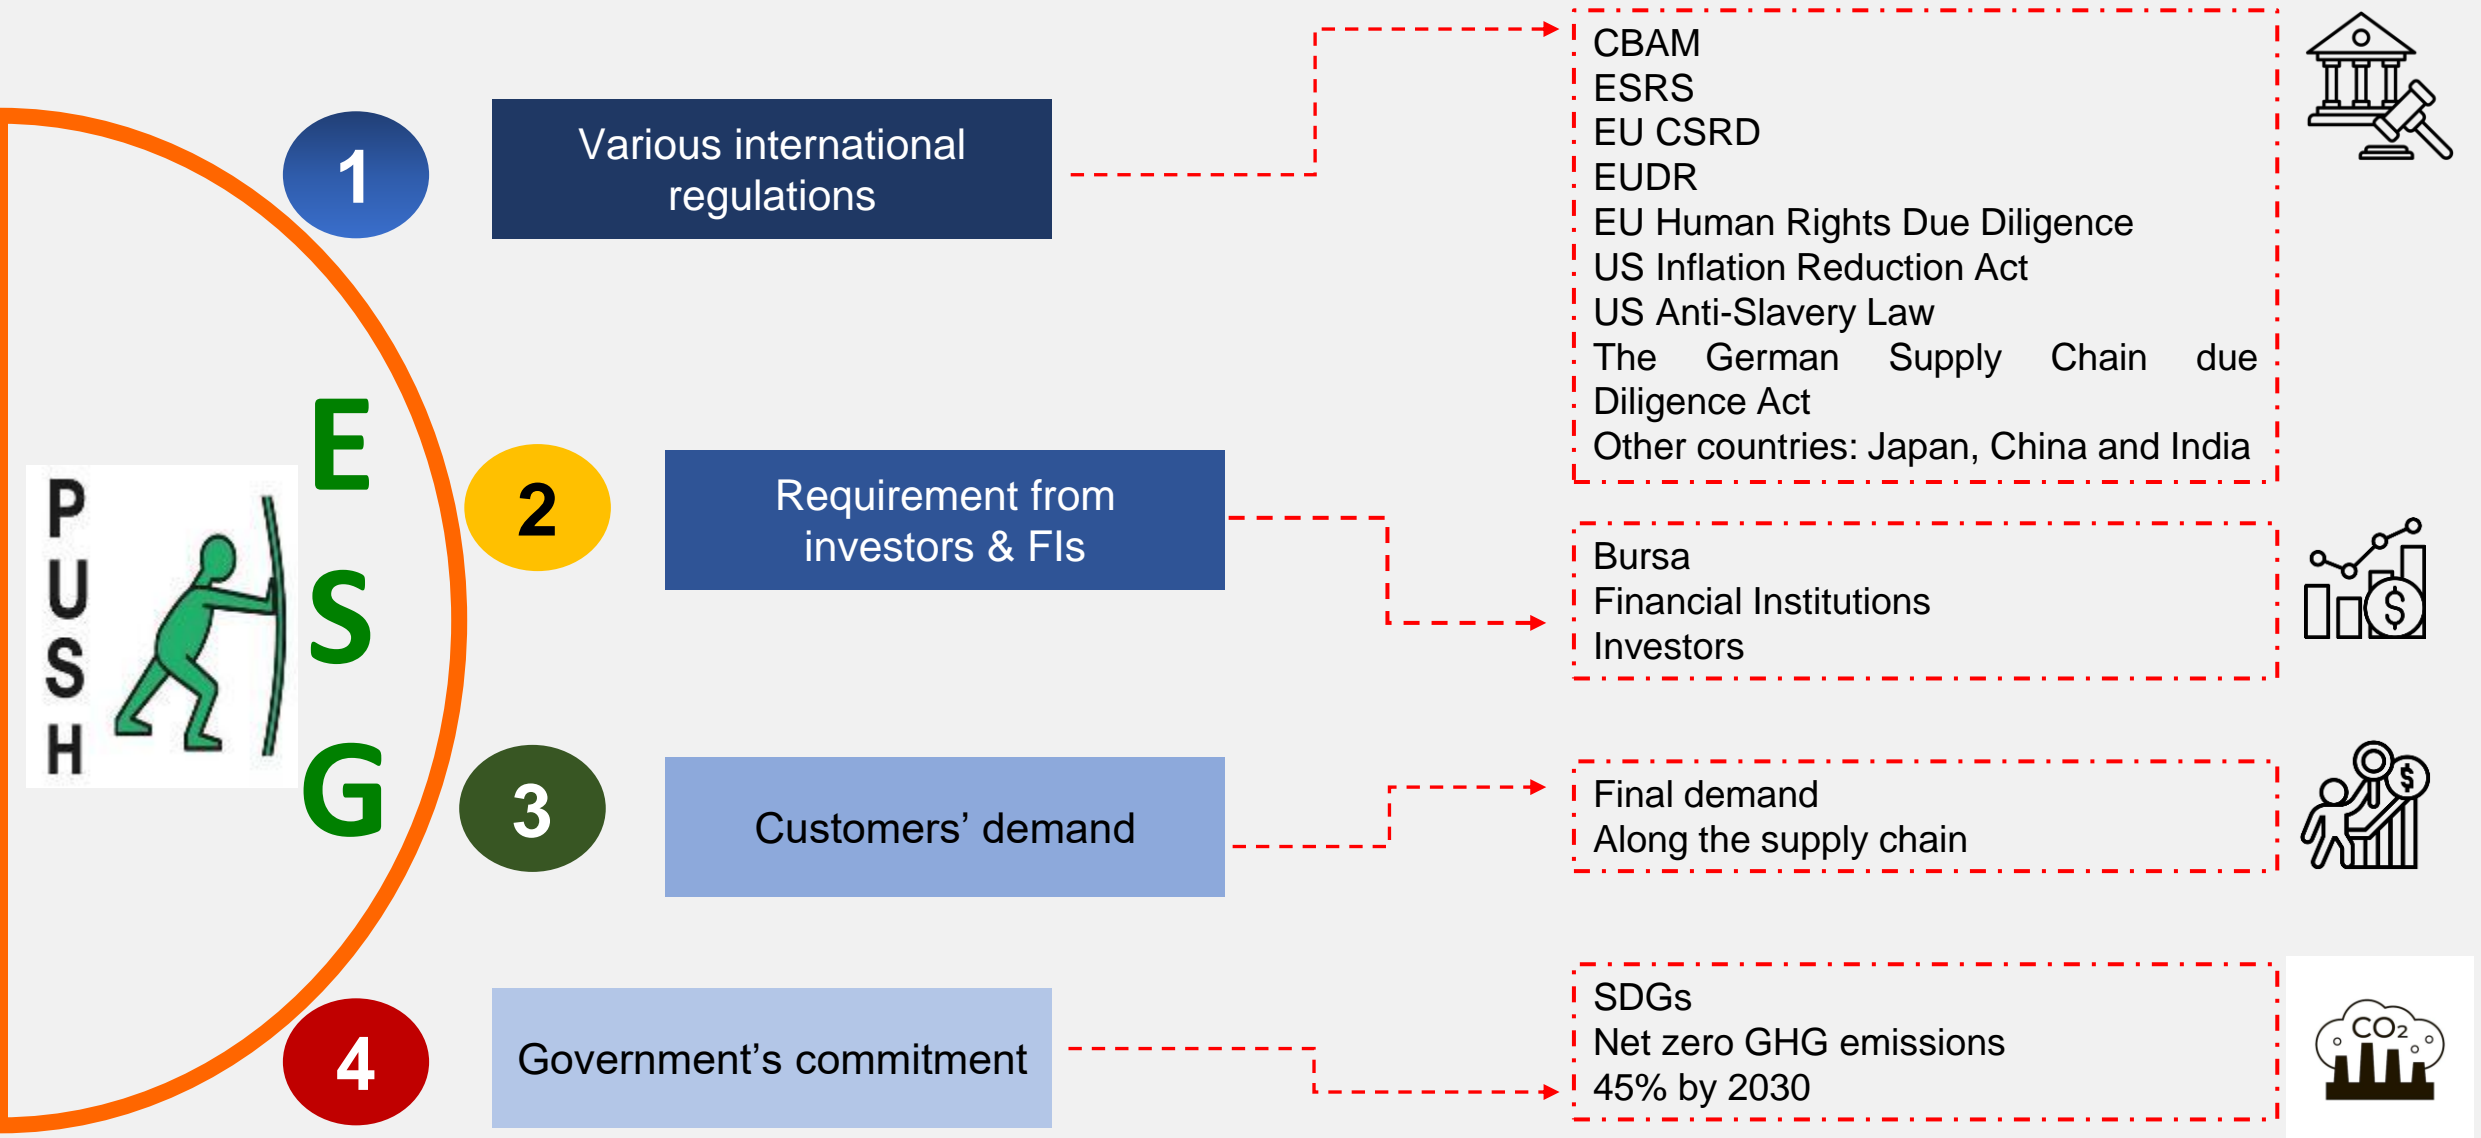 P
U
S
H
E
S
G
1
Various international
regulations
CBAM
ESRS
EU CSRD
EUDR
EU Human Rights Due Diligence
US Inflation Reduction Act
US Anti-Slavery Law
The German Supply Chain due
Diligence Act
Other countries: Japan, China and India
2
Requirement from
investors & FIs
Bursa
Financial Institutions
Investors
$
3
Customers’ demand
Final demand
Along the supply chain
$
4
Government’s commitment
SDGs
Net zero GHG emissions
45% by 2030
CO₂